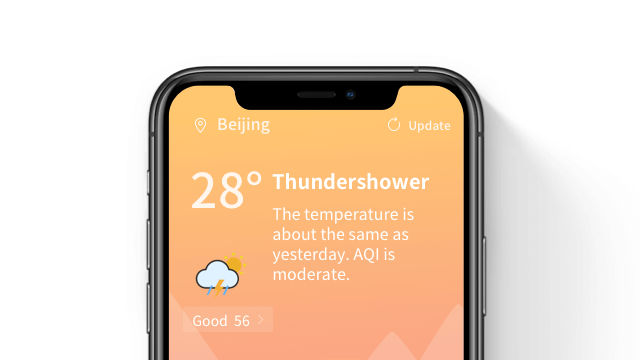 Beijing
Update
28°
Thundershower
The temperature is
about the same as
yesterday. AQI is
moderate.
Good 56